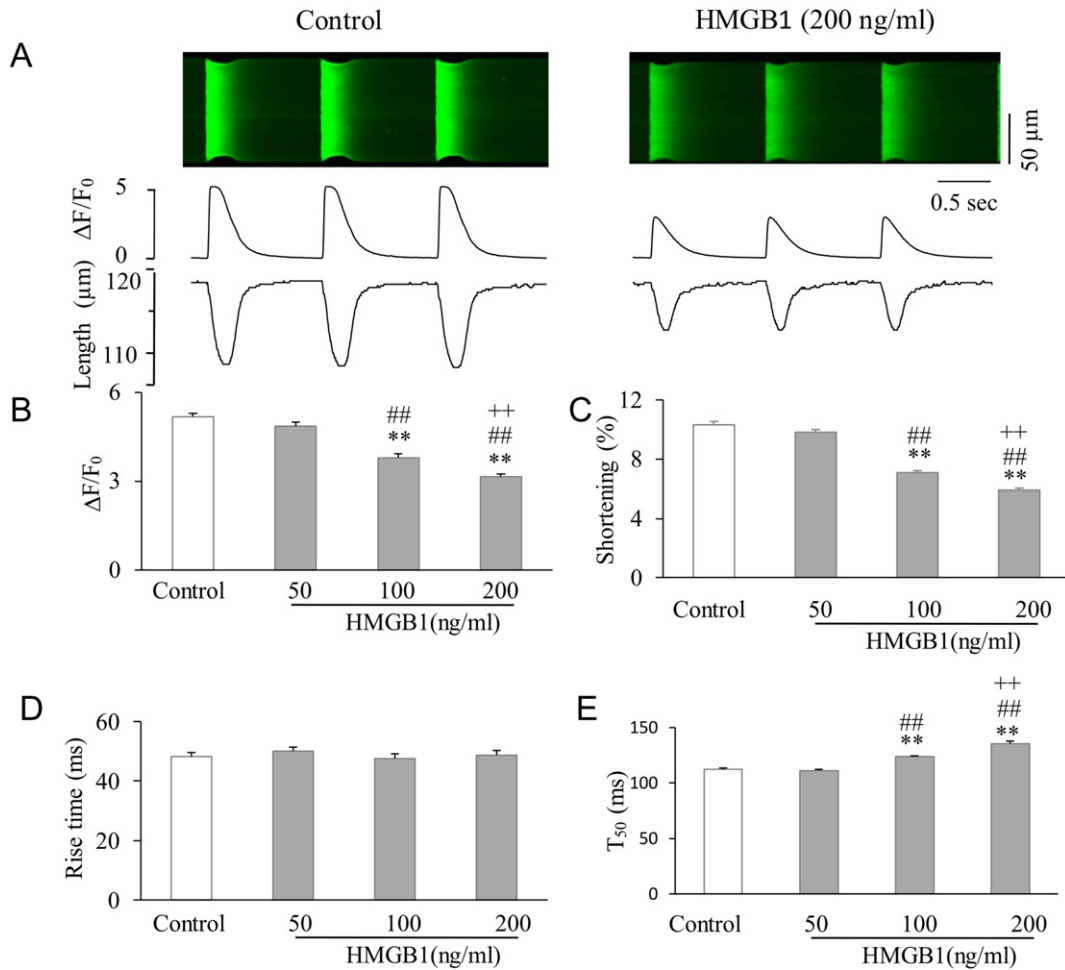 Control
HMGB1 (200 ng/ml)
A
50 μm
0.5 sec
ΔF/F0
5
0
Length (μm)
120
110
B
ΔF/F0
6
3
0
##
**
++
##
**
Control
50
100
200
HMGB1(ng/ml)
C
Shortening (%)
12
8
4
0
##
**
++
##
**
Control
50
100
200
HMGB1(ng/ml)
D
Rise time (ms)
60
40
20
0
Control
50
100
200
HMGB1(ng/ml)
E
T50 (ms)
150
100
50
0
##
**
++
##
**
Control
50
100
200
HMGB1(ng/ml)